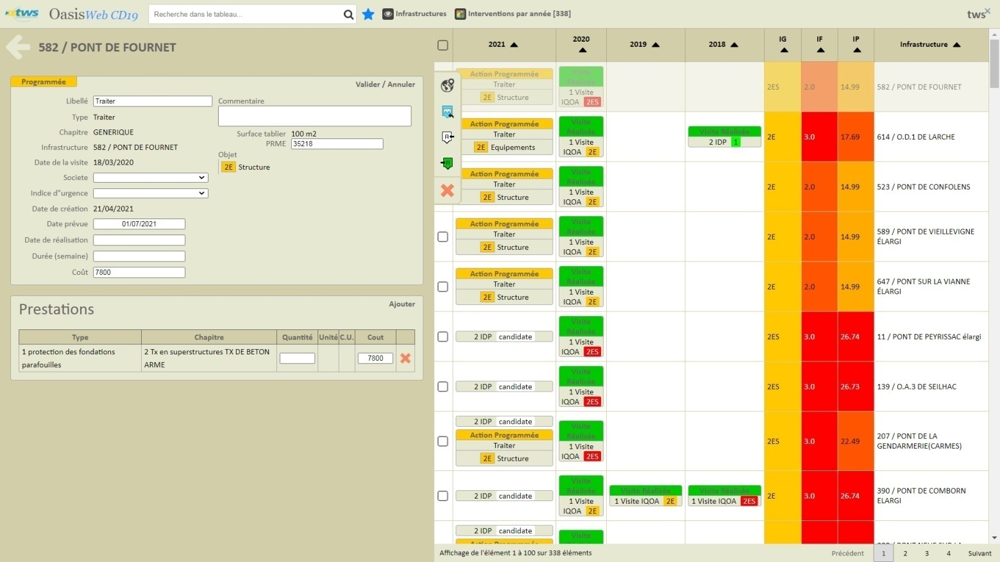 tws OasisWeb CD19 Recherche dans le tableau... Infrastructures Interventions par année [338] tws
582 / PONT DE FOURNET
Programmée Valider / Annuler
Libellé Traiter
Commentaire
Type Traiter
Chapitre GENERIQUE
Surface tablier 100 m2
PRME 35218
Infrastructure 582 / PONT DE FOURNET
Objet
Date de la visite 18/03/2020
2E Structure
Societe
Indice d"urgence
Date de création 21/04/2021
Date prévue 01/07/2021
Date de réalisation
Durée (semaine)
Coût 7800
Prestations Ajouter
Type Chapitre Quantité Unité C.U. Cout
1 protection des fondations
parafouilles
2 Tx en superstructures TX DE BETON
ARME
7800
2021 2020 2019 2018 IG IF IP Infrastructure
Action Programmée
Traiter
2E Structure
Visite
Réalisée
1 Visite
IQOA 2ES
2ES 2.0 14.99 582 / PONT DE FOURNET
Action Programmée
Traiter
2E Equipements
Visite
Réalisée
1 Visite
IQOA 2E
Visite Réalisée
2 IDP 1
2E 3.0 17.69 614 / O.D.1 DE LARCHE
Action Programmée
Traiter
2E Structure
Visite
Réalisée
1 Visite
IQOA 2E
2E 2.0 14.99 523 / PONT DE CONFOLENS
Action Programmée
Traiter
2E Structure
Visite
Réalisée
1 Visite
IQOA 2E
2E 2.0 14.99 589 / PONT DE VIEILLEVIGNE
ÉLARGI
Action Programmée
Traiter
2E Structure
Visite
Réalisée
1 Visite
IQOA 2E
2E 2.0 14.99 647 / PONT SUR LA VIANNE
ÉLARGI
2 IDP candidate
Visite
Réalisée
1 Visite
IQOA 2ES
2ES 3.0 26.74 11 / PONT DE PEYRISSAC élargi
2 IDP candidate
Visite
Réalisée
1 Visite
IQOA 2ES
2ES 3.0 26.73 139 / O.A.3 DE SEILHAC
2 IDP candidate
Action Programmée
Traiter
2E Structure
Visite
Réalisée
1 Visite
IQOA 2ES
2ES 3.0 22.49 207 / PONT DE LA
GENDARMERIE(CARMES)
2 IDP candidate
Visite
Réalisée
1 Visite
IQOA 2E
Visite Réalisée
1 Visite IQOA 2E
Visite Réalisée
1 Visite IQOA 2ES
2E 3.0 26.74 390 / PONT DE COMBORN
ELARGI
2 IDP candidate
Visite
Affichage de l'élément 1 à 100 sur 338 éléments
Précédent 1 2 3 4 Suivant